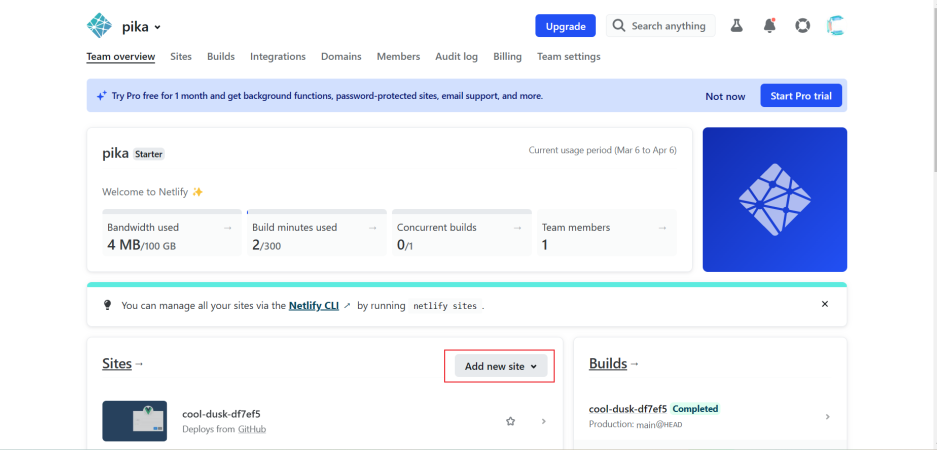 pika
Upgrade
Search anything
Team overview Sites Builds Integrations Domains Members Audit log Billing Team settings
Try Pro free for 1 month and get background functions, password-protected sites, email support, and more.
Not now
Start Pro trial
pika Starter
Current usage period (Mar 6 to Apr 6)
Welcome to Netlify ✨
Bandwidth used →
4 MB/100 GB
Build minutes used →
2/300
Concurrent builds →
0/1
Team members →
1
You can manage all your sites via the Netlify CLI ↗ by running netlify sites .
Sites →
Add new site
cool-dusk-df7ef5
Deploys from GitHub
Builds →
cool-dusk-df7ef5 Completed
Production: main@HEAD